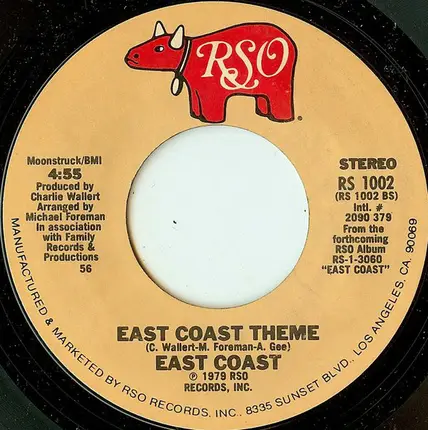 RSO
Moonstruck/BMI
4:55
Produced by
Charlie Wallert
Arranged by
Michael Foreman
In association
with Family
Records &
Productions
56
STEREO
RS 1002
(RS 1002 BS)
Intl. #
2090 379
From the
forthcoming
RSO Album
RS-1-3060
"EAST COAST"
EAST COAST THEME
(C. Wallert-M. Foreman-A. Gee)
EAST COAST
℗ 1979 RSO
RECORDS, INC.
MANUFACTURED & MARKETED BY RSO RECORDS, INC. 8335 SUNSET BLVD., LOS ANGELES, CA. 90069